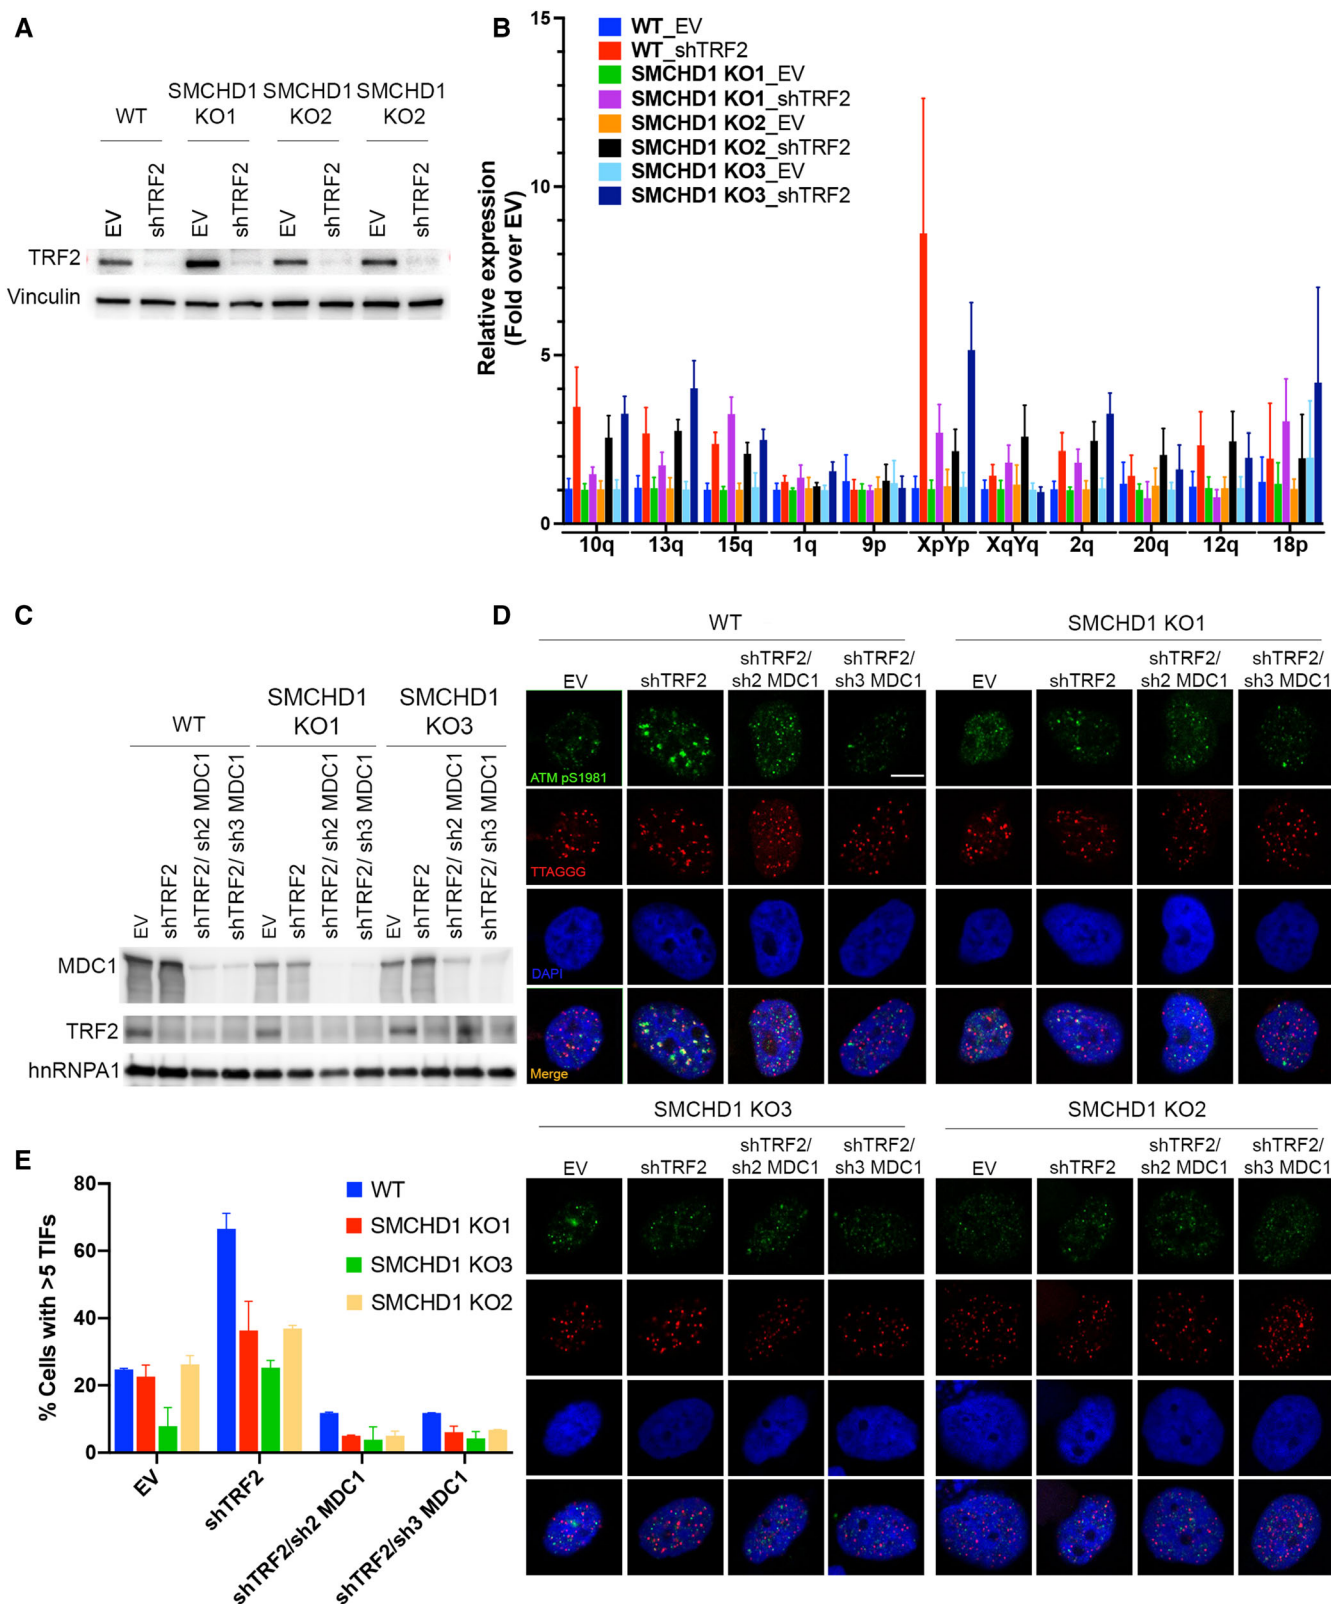 A
WT
SMCHD1 KO1
SMCHD1 KO2
SMCHD1 KO2
EV
shTRF2
EV
shTRF2
EV
shTRF2
EV
shTRF2
TRF2
Vinculin
B
Relative expression
(Fold over EV)
15
10
5
0
WT_EV
WT_shTRF2
SMCHD1 KO1_EV
SMCHD1 KO1_shTRF2
SMCHD1 KO2_EV
SMCHD1 KO2_shTRF2
SMCHD1 KO3_EV
SMCHD1 KO3_shTRF2
10q 13q 15q 1q 9p XpYp XqYq 2q 20q 12q 18p
C
WT
SMCHD1 KO1
SMCHD1 KO3
EV
shTRF2
shTRF2/ sh2 MDC1
shTRF2/ sh3 MDC1
EV
shTRF2
shTRF2/ sh2 MDC1
shTRF2/ sh3 MDC1
EV
shTRF2
shTRF2/ sh2 MDC1
shTRF2/ sh3 MDC1
MDC1
TRF2
hnRNPA1
D
WT
EV
shTRF2
shTRF2/
sh2 MDC1
shTRF2/
sh3 MDC1
SMCHD1 KO1
EV
shTRF2
shTRF2/
sh2 MDC1
shTRF2/
sh3 MDC1
ATM pS1981
TTAGGG
DAPI
Merge
SMCHD1 KO3
EV
shTRF2
shTRF2/
sh2 MDC1
shTRF2/
sh3 MDC1
SMCHD1 KO2
EV
shTRF2
shTRF2/
sh2 MDC1
shTRF2/
sh3 MDC1
E
% Cells with >5 TIFs
80
60
40
20
0
WT
SMCHD1 KO1
SMCHD1 KO3
SMCHD1 KO2
EV
shTRF2
shTRF2/sh2 MDC1
shTRF2/sh3 MDC1